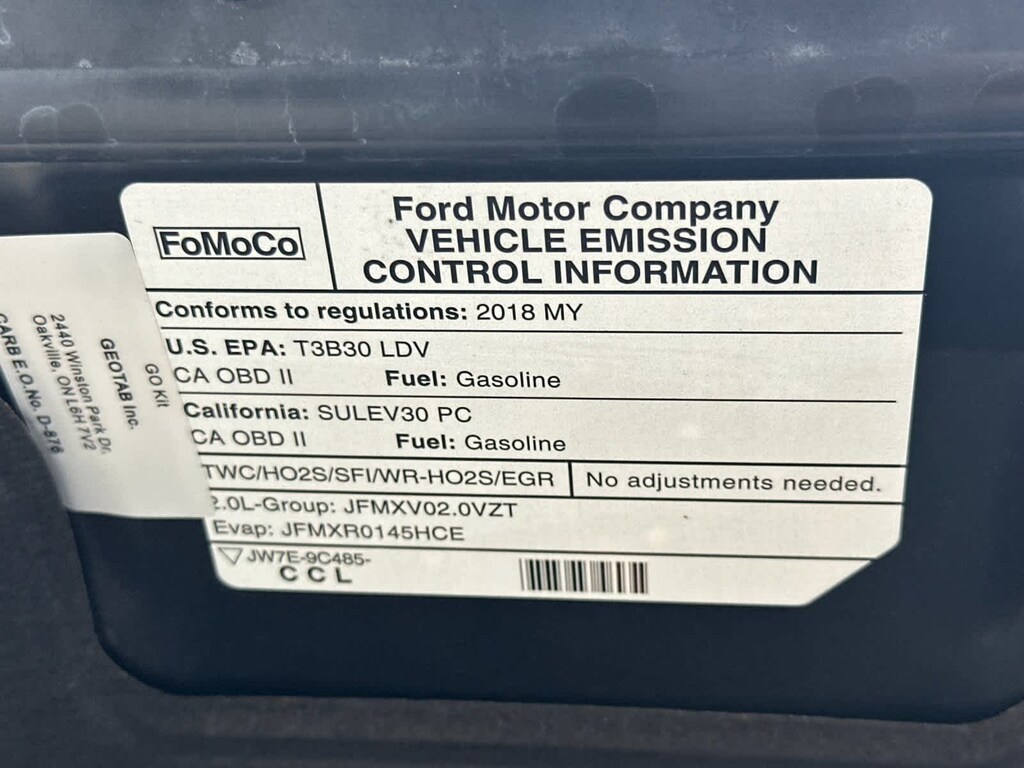 FoMoCo
Ford Motor Company
VEHICLE EMISSION
CONTROL INFORMATION
Conforms to regulations: 2018 MY
U.S. EPA: T3B30 LDV
CA OBD II Fuel: Gasoline
California: SULEV30 PC
CA OBD II Fuel: Gasoline
TWC/HO2S/SFI/WR-HO2S/EGR No adjustments needed.
2.0L-Group: JFMXV02.0VZT
Evap: JFMXR0145HCE
JW7E-9C485-
CCL
GO Kit
GEOTAB Inc.
2440 Winston Park Dr.
Oakville, ON L6H 7V2
CARB E.O.No. D-876